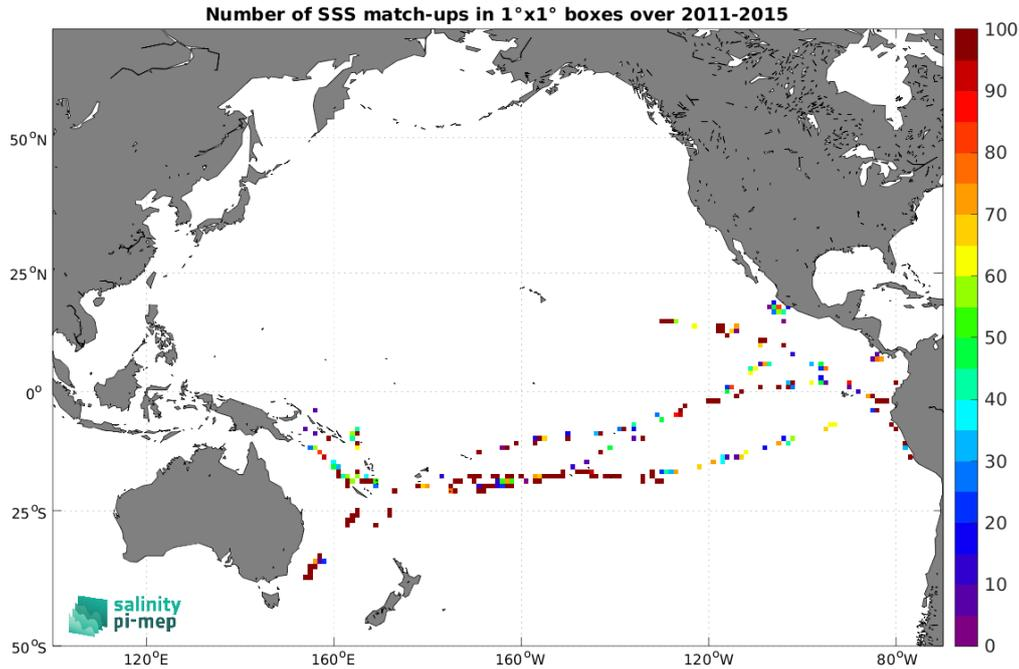 Number of SSS match-ups in 1°x1° boxes over 2011-2015
100
90
80
70
60
50
40
30
20
10
0
50°N
25°N
0°
25°S
50°S
120°E
160°E
160°W
120°W
80°W
salinity
pi-mep